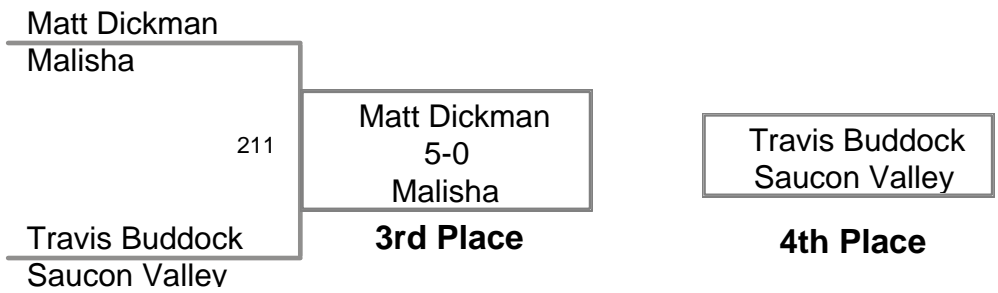 Matt Dickman
Malisha
211
Matt Dickman
5-0
Malisha
3rd Place
Travis Buddock
Saucon Valley
4th Place
Travis Buddock
Saucon Valley